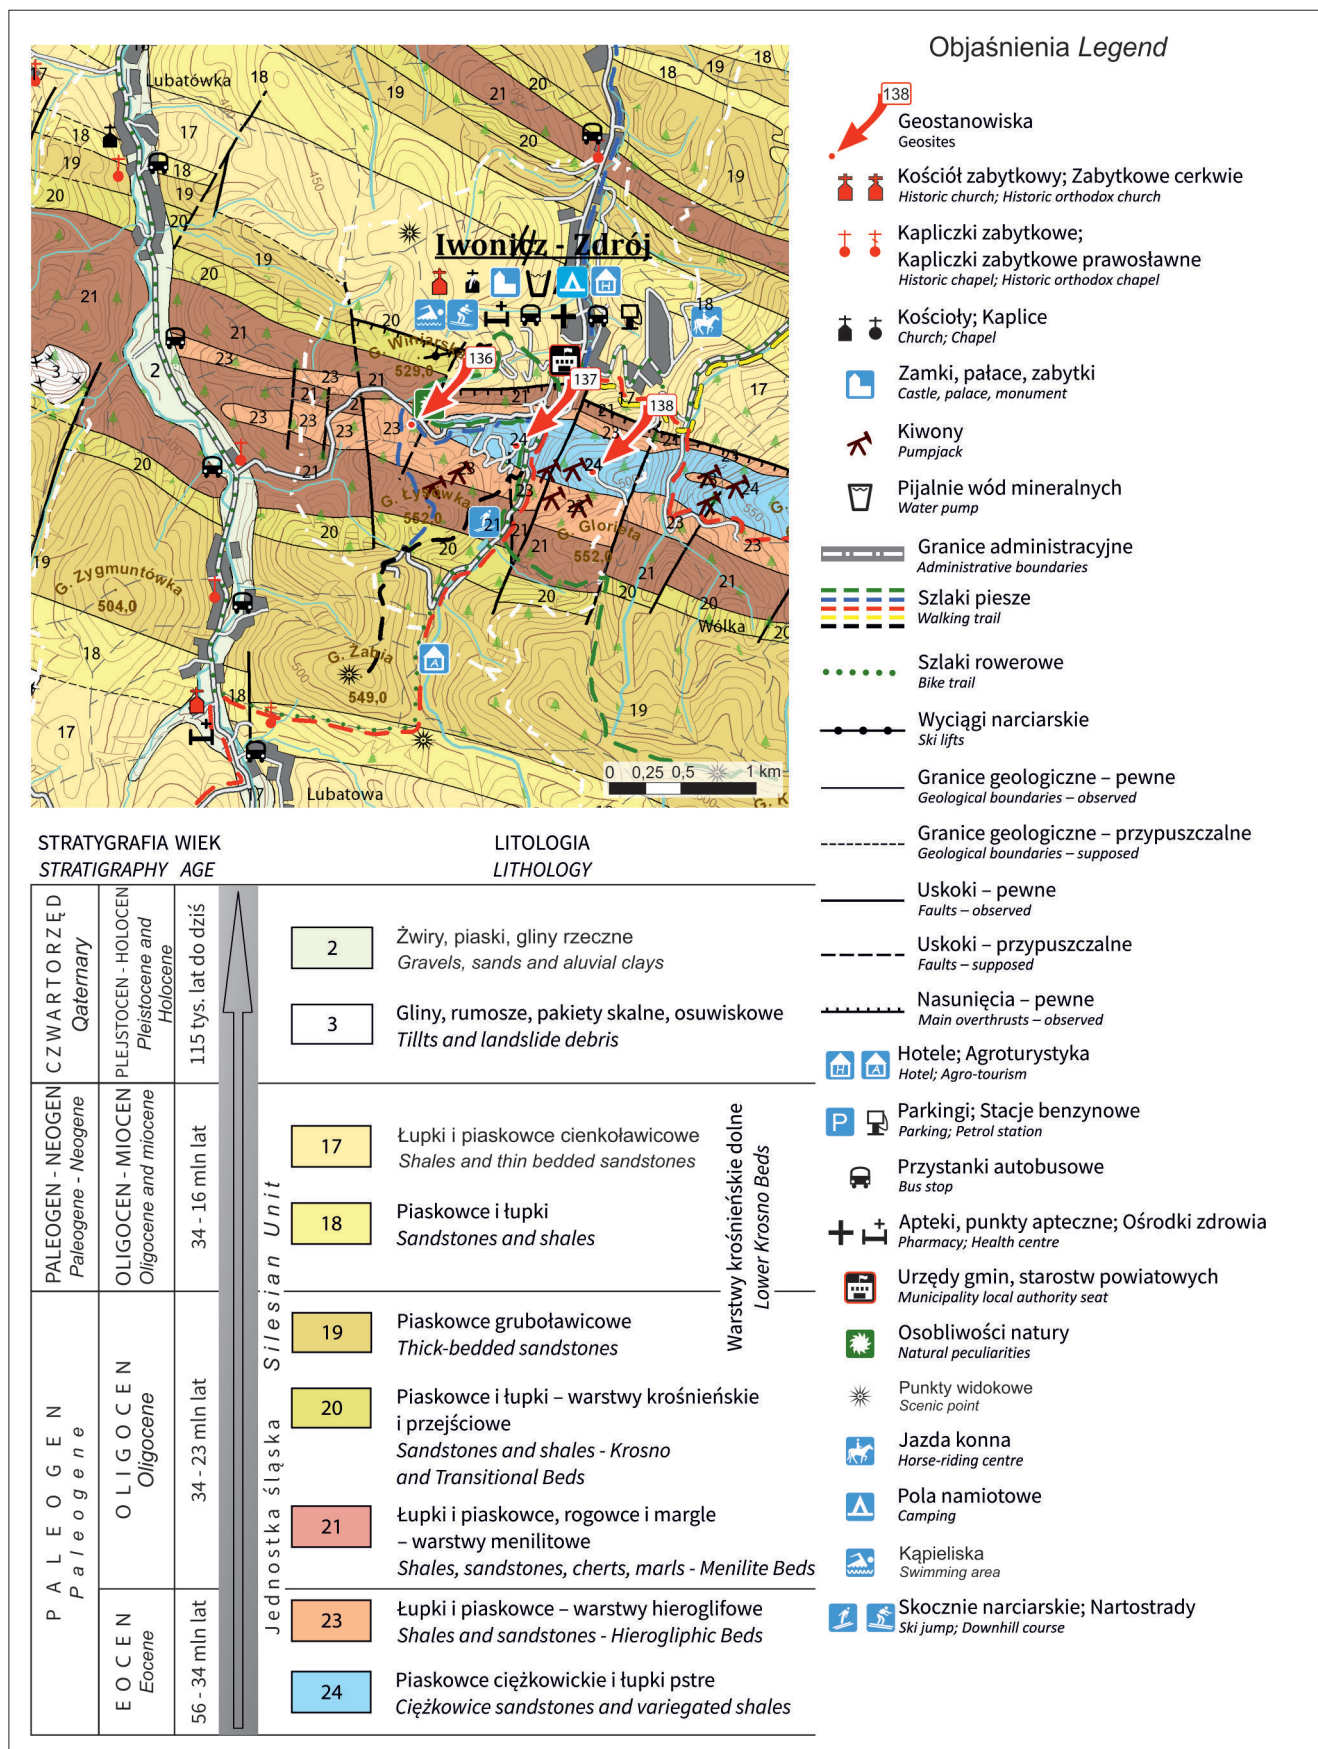 Lubatówka
Iwonicz - Zdrój
G. Winiarska
529,0
136
137
138
G. Łysówka
552,0
G. Glorieta
552,0
G. Zygmuntówka
504,0
G. Żabia
549,0
Wólka
Lubatowa
0 0,25 0,5 1 km
Objaśnienia Legend
138
Geostanowiska
Geosites
Kościół zabytkowy; Zabytkowe cerkwie
Historic church; Historic orthodox church
Kapliczki zabytkowe;
Kapliczki zabytkowe prawosławne
Historic chapel; Historic orthodox chapel
Kościoły; Kaplice
Church; Chapel
Zamki, pałace, zabytki
Castle, palace, monument
Kiwony
Pumpjack
Pijalnie wód mineralnych
Water pump
Granice administracyjne
Administrative boundaries
Szlaki piesze
Walking trail
Szlaki rowerowe
Bike trail
Wyciągi narciarskie
Ski lifts
Granice geologiczne – pewne
Geological boundaries – observed
Granice geologiczne – przypuszczalne
Geological boundaries – supposed
Uskoki – pewne
Faults – observed
Uskoki – przypuszczalne
Faults – supposed
Nasunięcia – pewne
Main overthrusts – observed
H A Hotele; Agroturystyka
Hotel; Agro-tourism
P Parkingi; Stacje benzynowe
Parking; Petrol station
Przystanki autobusowe
Bus stop
Apteki, punkty apteczne; Ośrodki zdrowia
Pharmacy; Health centre
Urzędy gmin, starostw powiatowych
Municipality local authority seat
Osobliwości natury
Natural peculiarities
Punkty widokowe
Scenic point
Jazda konna
Horse-riding centre
Pola namiotowe
Camping
Kąpieliska
Swimming area
Skocznie narciarskie; Nartostrady
Ski jump; Downhill course
STRATYGRAFIA WIEK LITOLOGIA
STRATIGRAPHY AGE LITHOLOGY
CZWARTORZĘD
Qaternary
PLEJSTOCEN - HOLOCEN
Pleistocene and
Holocene
115 tys. lat do dziś
2 Żwiry, piaski, gliny rzeczne
Gravels, sands and aluvial clays
3 Gliny, rumosze, pakiety skalne, osuwiskowe
Tillts and landslide debris
PALEOGEN - NEOGEN
Paleogene - Neogene
OLIGOCEN - MIOCEN
Oligocene and miocene
34 - 16 mln lat
Jednostka śląska Silesian Unit
17 Łupki i piaskowce cienkoławicowe
Shales and thin bedded sandstones
18 Piaskowce i łupki
Sandstones and shales
Warstwy krośnieńskie dolne
Lower Krosno Beds
PALEOGEN
Paleogene
OLIGOCEN
Oligocene
34 - 23 mln lat
19 Piaskowce gruboławicowe
Thick-bedded sandstones
20 Piaskowce i łupki – warstwy krośnieńskie
i przejściowe
Sandstones and shales - Krosno
and Transitional Beds
21 Łupki i piaskowce, rogowce i margle
– warstwy menilitowe
Shales, sandstones, cherts, marls - Menilite Beds
EOCEN
Eocene
56 - 34 mln lat
23 Łupki i piaskowce – warstwy hieroglifowe
Shales and sandstones - Hierogliphic Beds
24 Piaskowce ciężkowickie i łupki pstre
Ciężkowice sandstones and variegated shales